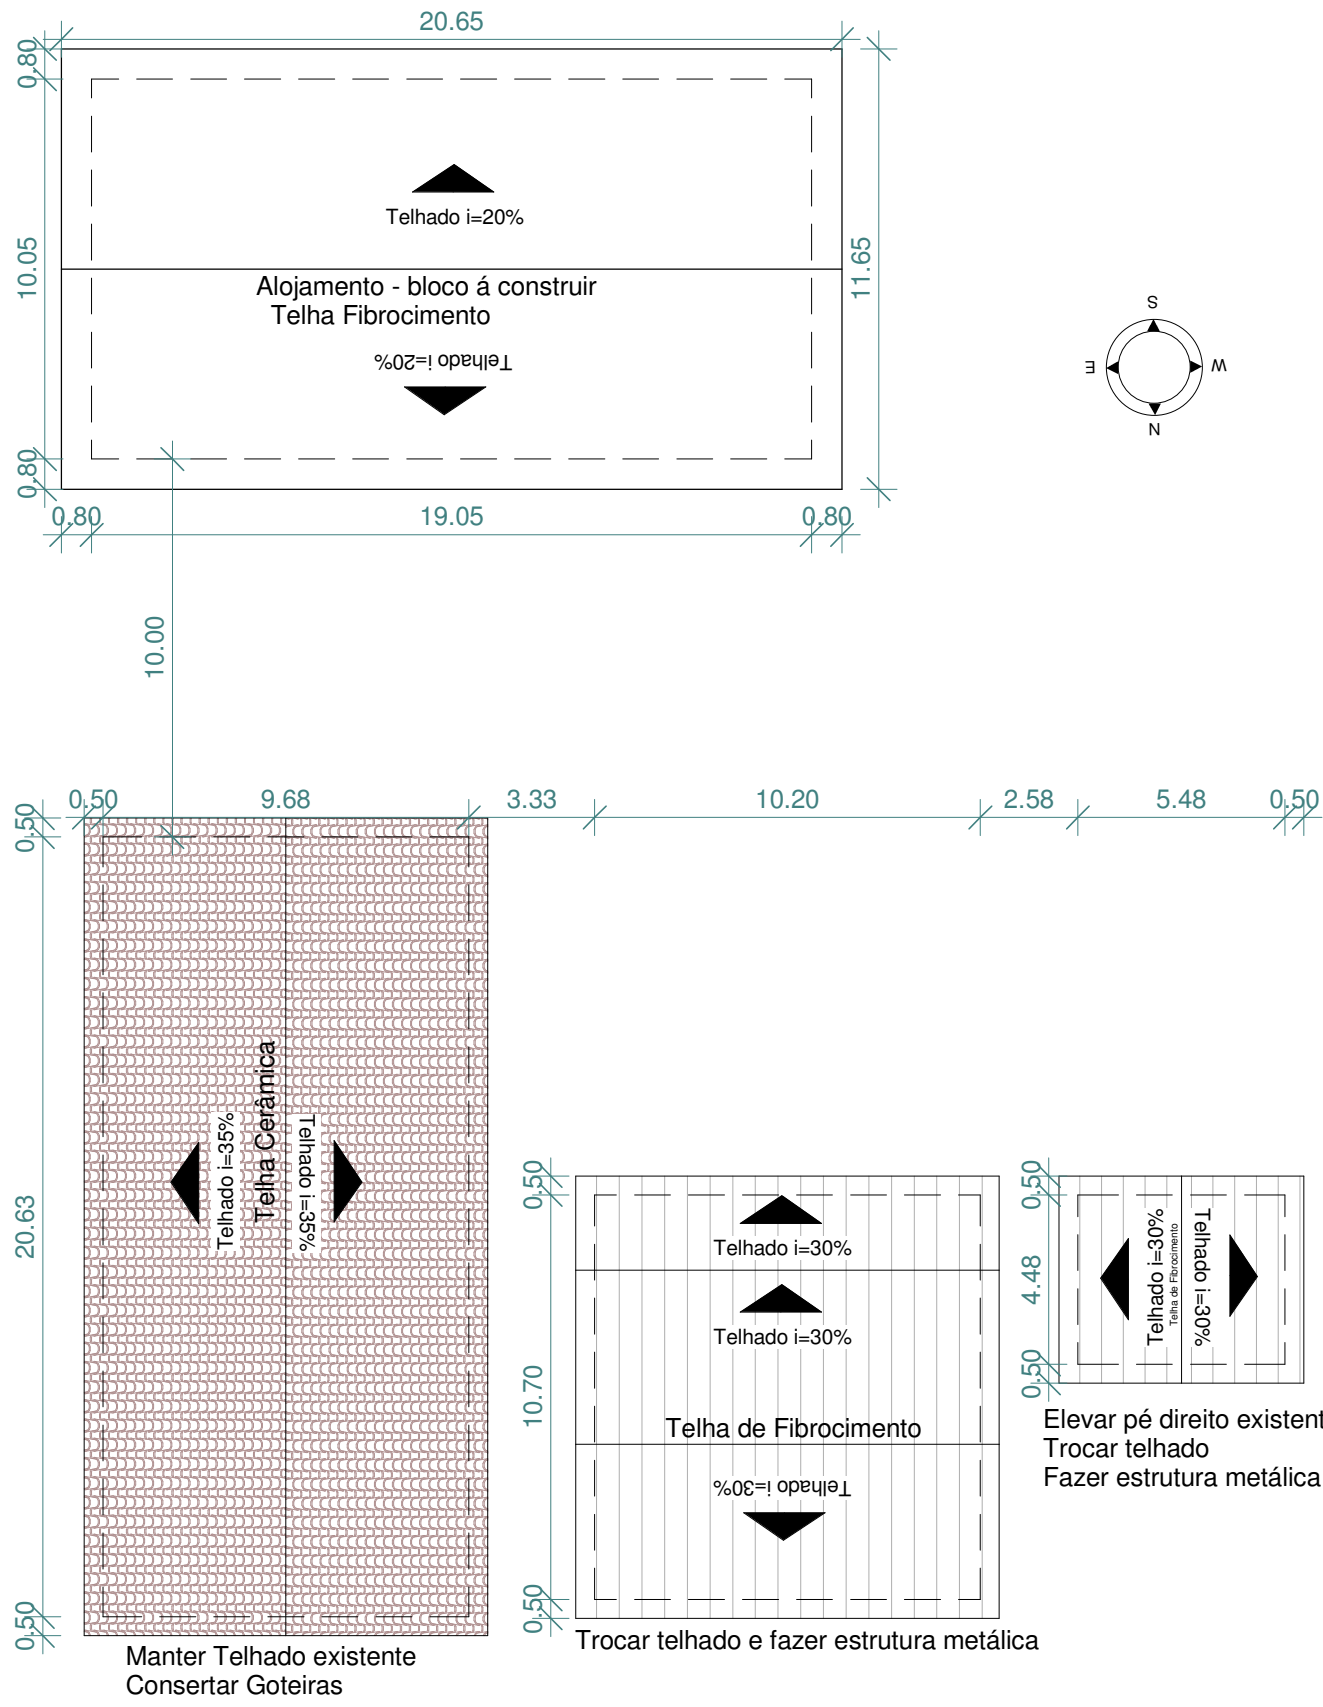 20.65
0.80
10.05
0.80
11.65
Telhado i=20%
Alojamento - bloco á construir
Telha Fibrocimento
Telhado i=20%
S
E
W
N
0.80
19.05
0.80
10.00
0.50
9.68
3.33
10.20
2.58
5.48
0.50
0.50
20.63
0.50
Telhado i=35%
Telha Cerâmica
Telhado i=35%
Manter Telhado existente
Consertar Goteiras
0.50
10.70
0.50
Telhado i=30%
Telhado i=30%
Telha de Fibrocimento
Telhado i=30%
Trocar telhado e fazer estrutura metálica
0.50
4.48
0.50
Telhado i=30%
Telha de Fibrocimento
Telhado i=30%
Elevar pé direito existent
Trocar telhado
Fazer estrutura metálica